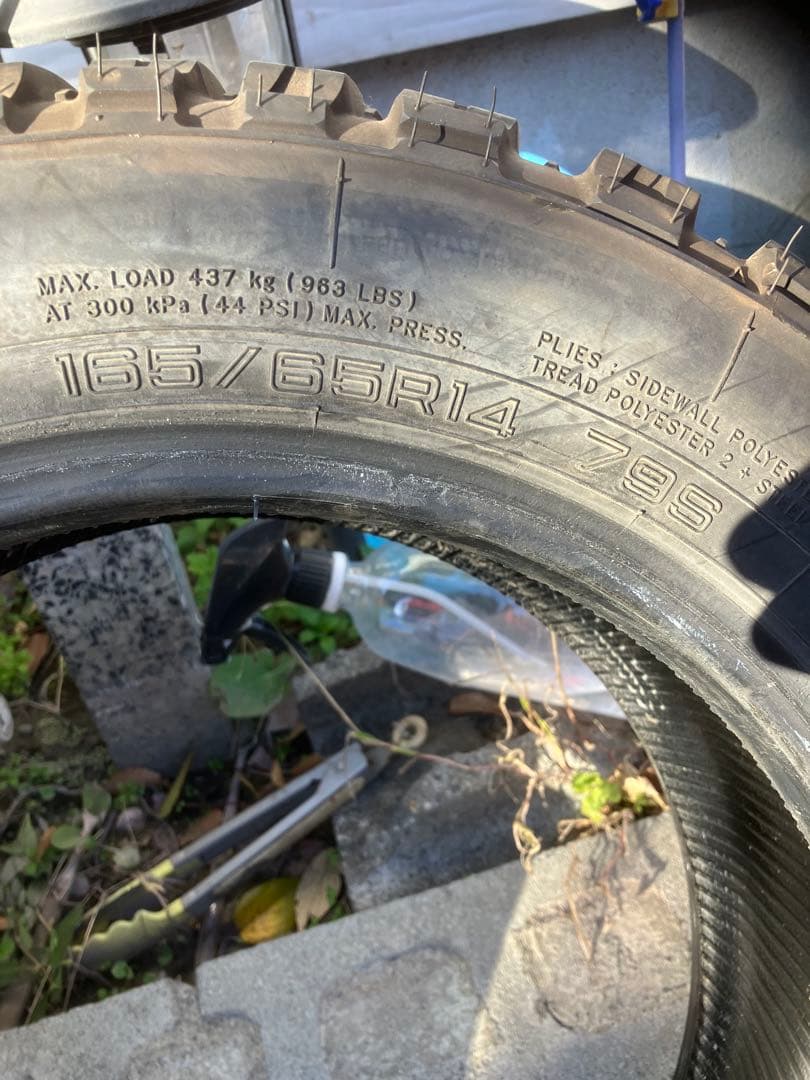 MAX. LOAD 437 kg (963 LBS)
AT 300 kPa (44 PSI) MAX. PRESS.
165/65R14 79S
PLIES : SIDEWALL
TREAD POLYESTER 2 +